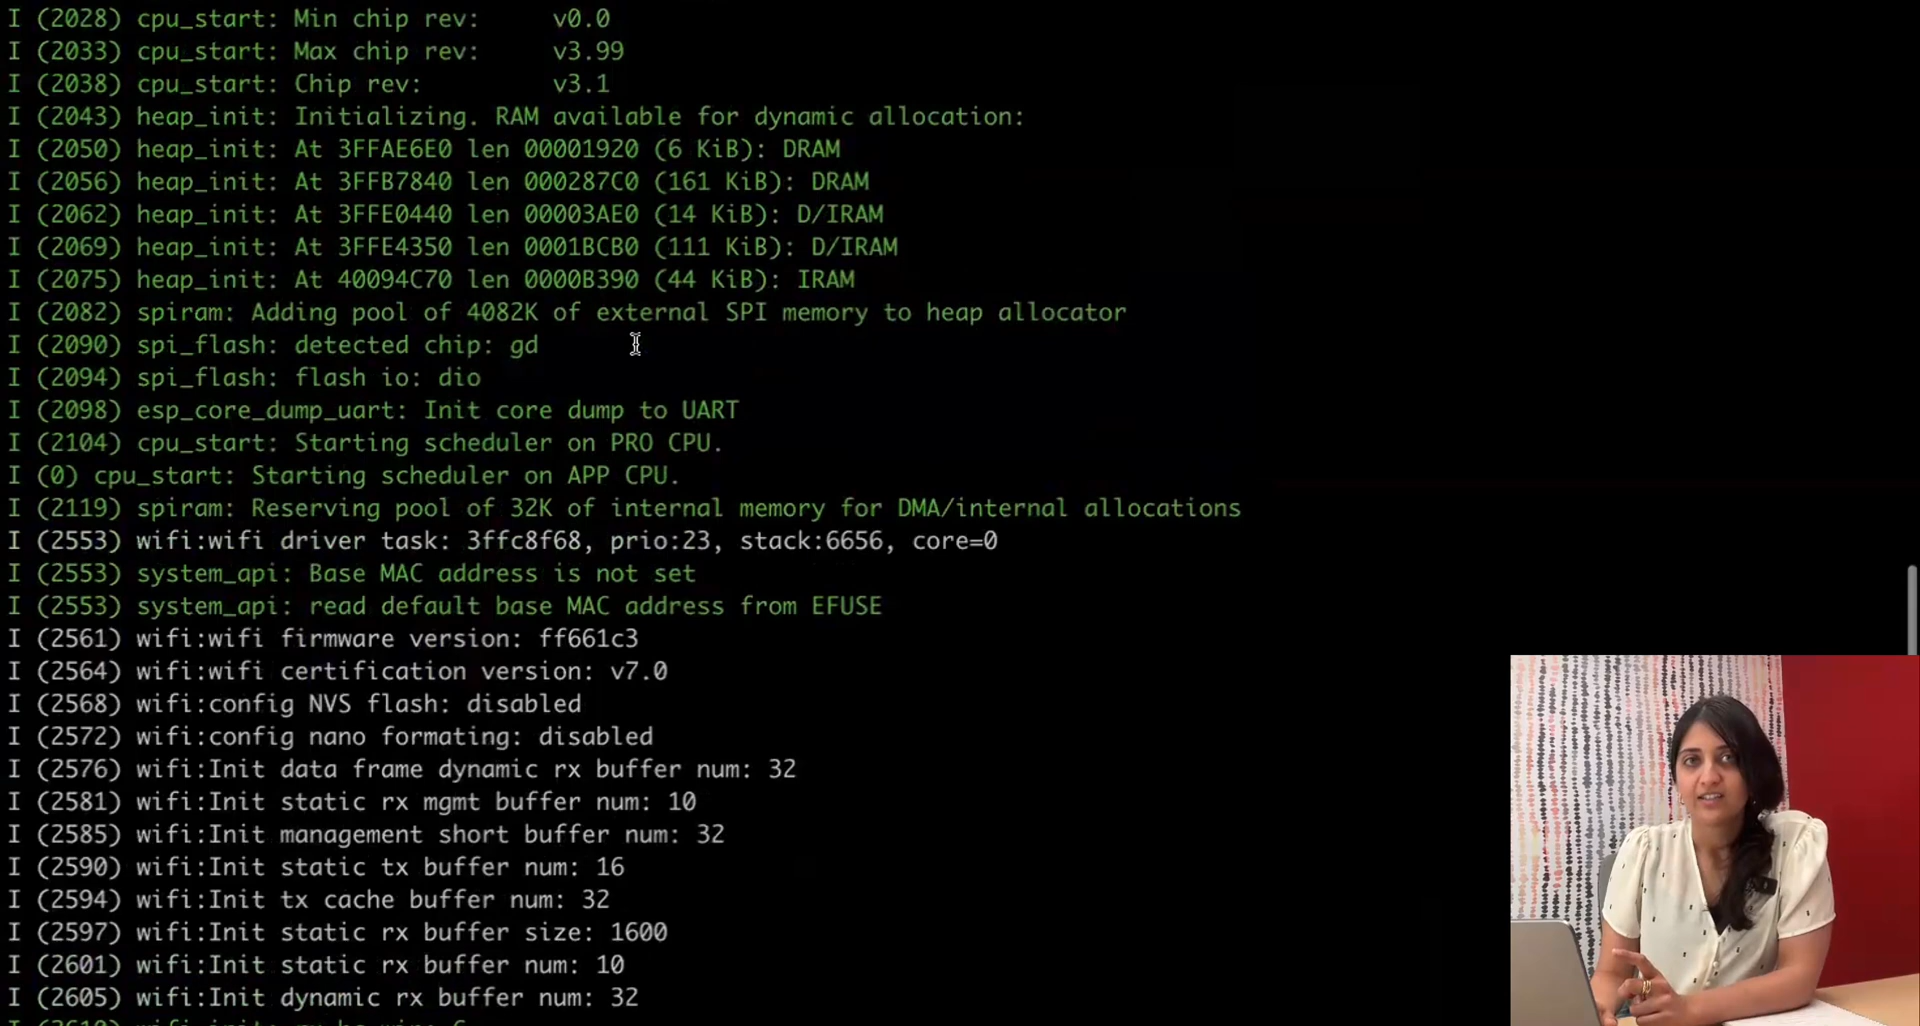 I (2028) cpu_start: Min chip rev:     v0.0
I (2033) cpu_start: Max chip rev:     v3.99
I (2038) cpu_start: Chip rev:         v3.1
I (2043) heap_init: Initializing. RAM available for dynamic allocation:
I (2050) heap_init: At 3FFAE6E0 len 00001920 (6 KiB): DRAM
I (2056) heap_init: At 3FFB7840 len 000287C0 (161 KiB): DRAM
I (2062) heap_init: At 3FFE0440 len 00003AE0 (14 KiB): D/IRAM
I (2069) heap_init: At 3FFE4350 len 0001BCB0 (111 KiB): D/IRAM
I (2075) heap_init: At 40094C70 len 0000B390 (44 KiB): IRAM
I (2082) spiram: Adding pool of 4082K of external SPI memory to heap allocator
I (2090) spi_flash: detected chip: gd
I (2094) spi_flash: flash io: dio
I (2098) esp_core_dump_uart: Init core dump to UART
I (2104) cpu_start: Starting scheduler on PRO CPU.
I (0) cpu_start: Starting scheduler on APP CPU.
I (2119) spiram: Reserving pool of 32K of internal memory for DMA/internal allocations
I (2553) wifi:wifi driver task: 3ffc8f68, prio:23, stack:6656, core=0
I (2553) system_api: Base MAC address is not set
I (2553) system_api: read default base MAC address from EFUSE
I (2561) wifi:wifi firmware version: ff661c3
I (2564) wifi:wifi certification version: v7.0
I (2568) wifi:config NVS flash: disabled
I (2572) wifi:config nano formating: disabled
I (2576) wifi:Init data frame dynamic rx buffer num: 32
I (2581) wifi:Init static rx mgmt buffer num: 10
I (2585) wifi:Init management short buffer num: 32
I (2590) wifi:Init static tx buffer num: 16
I (2594) wifi:Init tx cache buffer num: 32
I (2597) wifi:Init static rx buffer size: 1600
I (2601) wifi:Init static rx buffer num: 10
I (2605) wifi:Init dynamic rx buffer num: 32